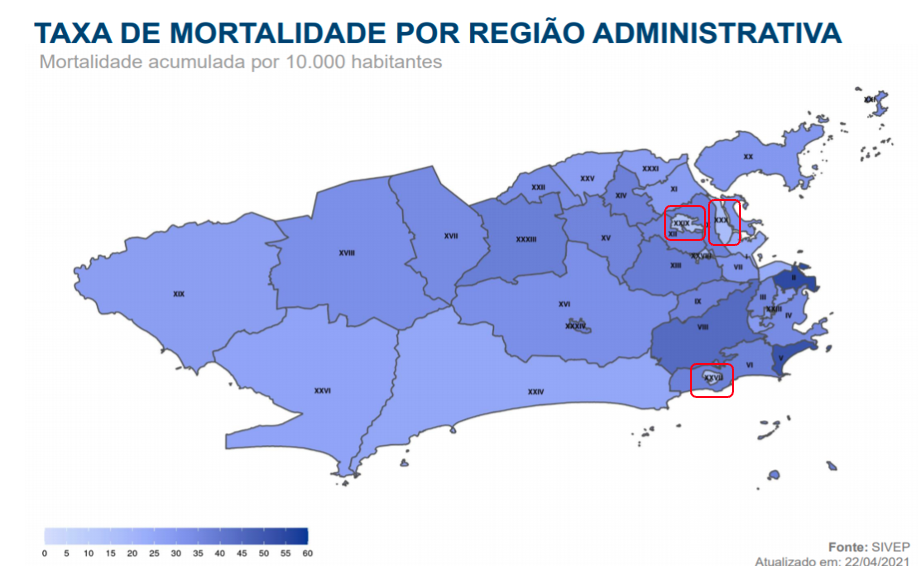 TAXA DE MORTALIDADE POR REGIÃO ADMINISTRATIVA
Mortalidade acumulada por 10.000 habitantes
XX
XXXI
XXV
XI
XXII
XIV
XXIX
XXX
XII
XXXIII
XV
XVII
XVIII
XIII
VII
II
XIX
III
XXIII
IV
IX
XVI
XXXIV
VIII
V
VI
XXVII
XXVI
XXIV
0 5 10 15 20 25 30 35 40 45 50 55 60
Fonte: SIVEP
Atualizado em: 22/04/2021